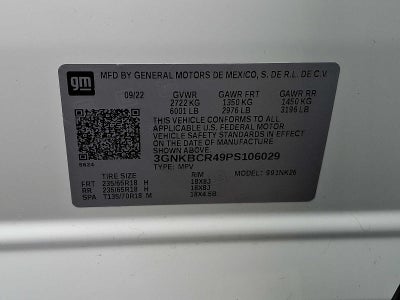 gm
MFD BY GENERAL MOTORS DE MEXICO, S. DE R.L. DE C.V.
09/22 GVWR GAWR FRT GAWR RR
2722 KG 1350 KG 1450 KG
6001 LB 2976 LB 3196 LB
THIS VEHICLE CONFORMS TO ALL
APPLICABLE U.S. FEDERAL MOTOR
VEHICLE SAFETY STANDARDS IN EFFECT ON
THE DATE OF MANUFACTURE SHOWN ABOVE.
3GNKBCR49PS106029
TYPE: MPV MODEL: 991NK26
TIRE SIZE RIM
FRT 235/65R18 H 18X8J
RR 235/65R18 H 18X8J
SPA T135/70R18 M 18X4.5B